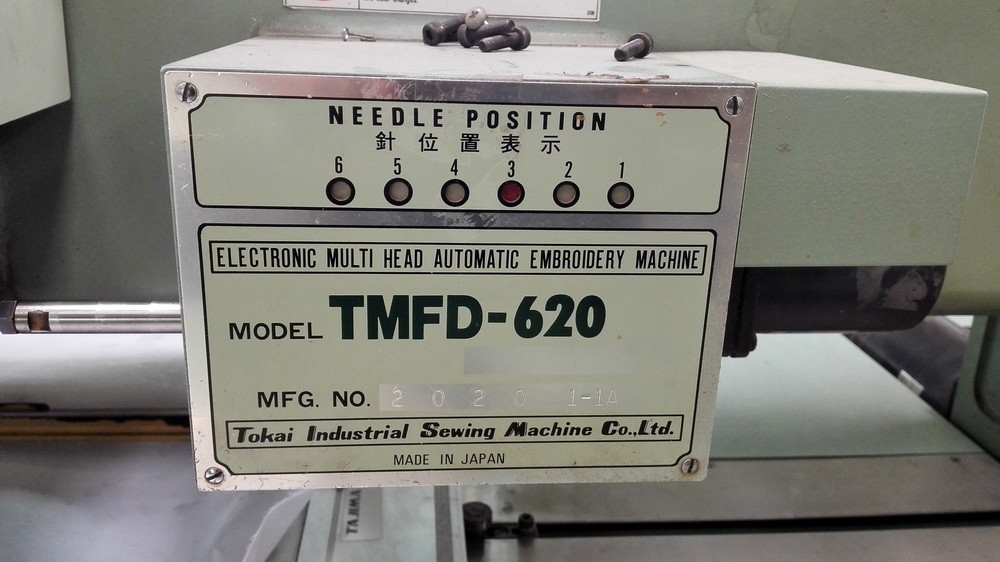 NEEDLE POSITION
針位置表示
6 5 4 3 2 1
ELECTRONIC MULTI HEAD AUTOMATIC EMBROIDERY MACHINE
MODEL TMFD-620
MFG. NO. 2 0 2 0 1-1A
Tokai Industrial Sewing Machine Co.,Ltd.
MADE IN JAPAN
TAJIMA